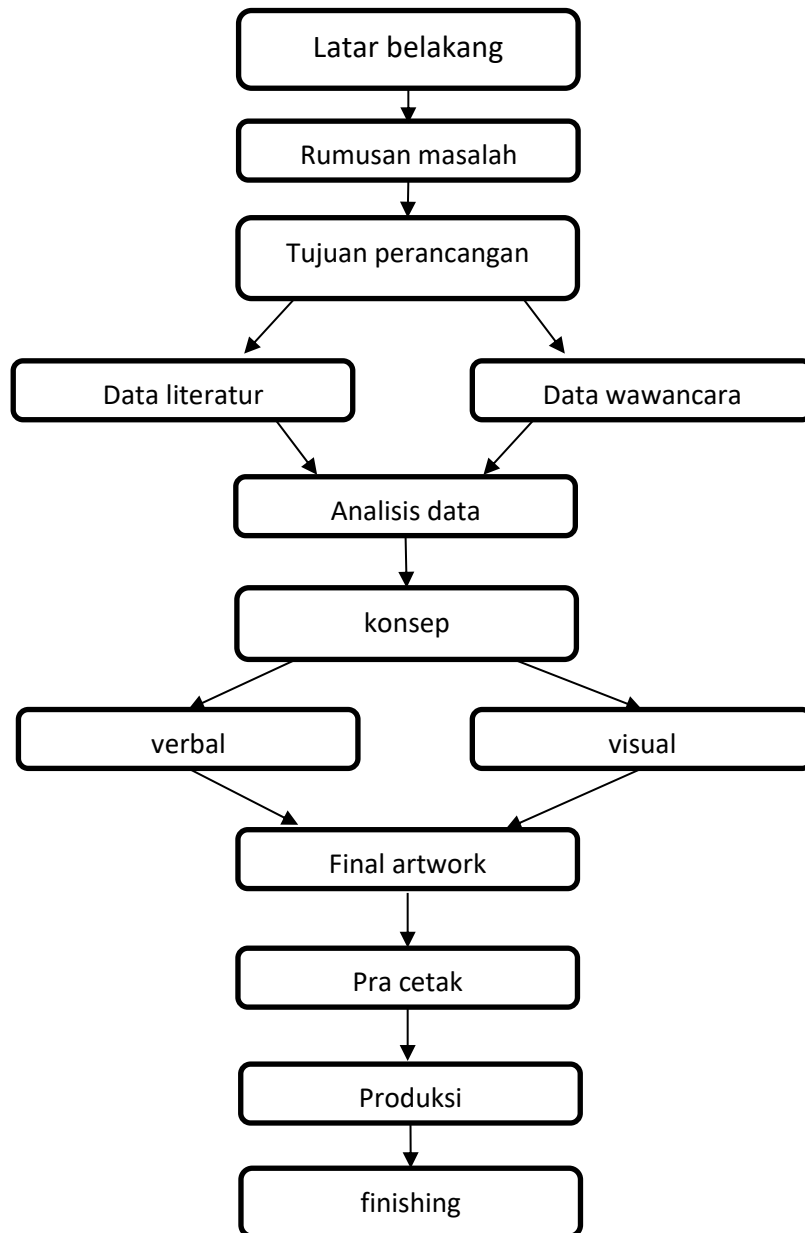 Latar belakang
Rumusan masalah
Tujuan perancangan
Data literatur
Data wawancara
Analisis data
konsep
verbal
visual
Final artwork
Pra cetak
Produksi
finishing